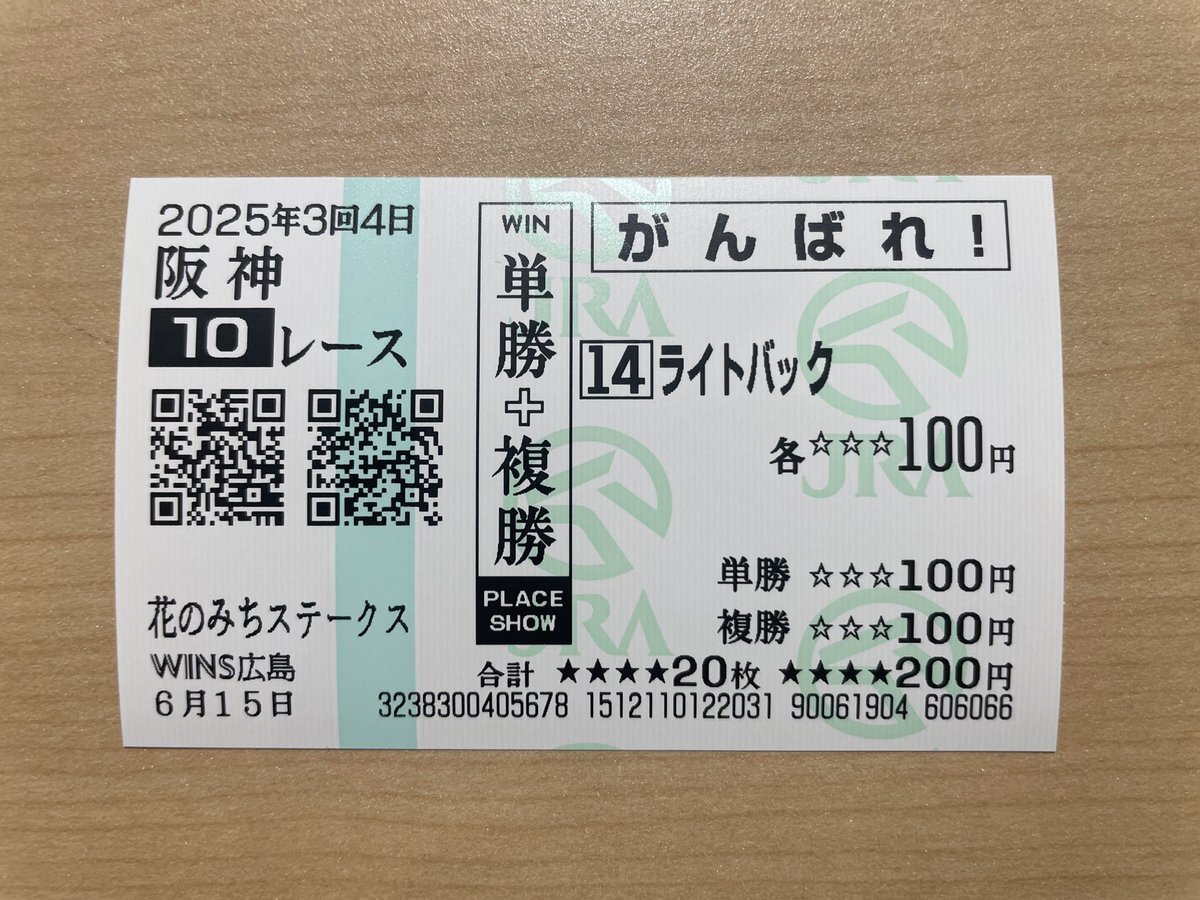 2025年3回4日
阪神
10レース
花のみちステークス
WINS広島
6月15日
WIN
単勝+複勝
PLACE
SHOW
がんばれ!
14 ライトバック
各☆☆☆100円
単勝 ☆☆☆100円
複勝 ☆☆☆100円
合計 ★★★★20枚 ★★★★200円
3238300405678 1512110122031 90061904 606066
JRA
JRA
JRA